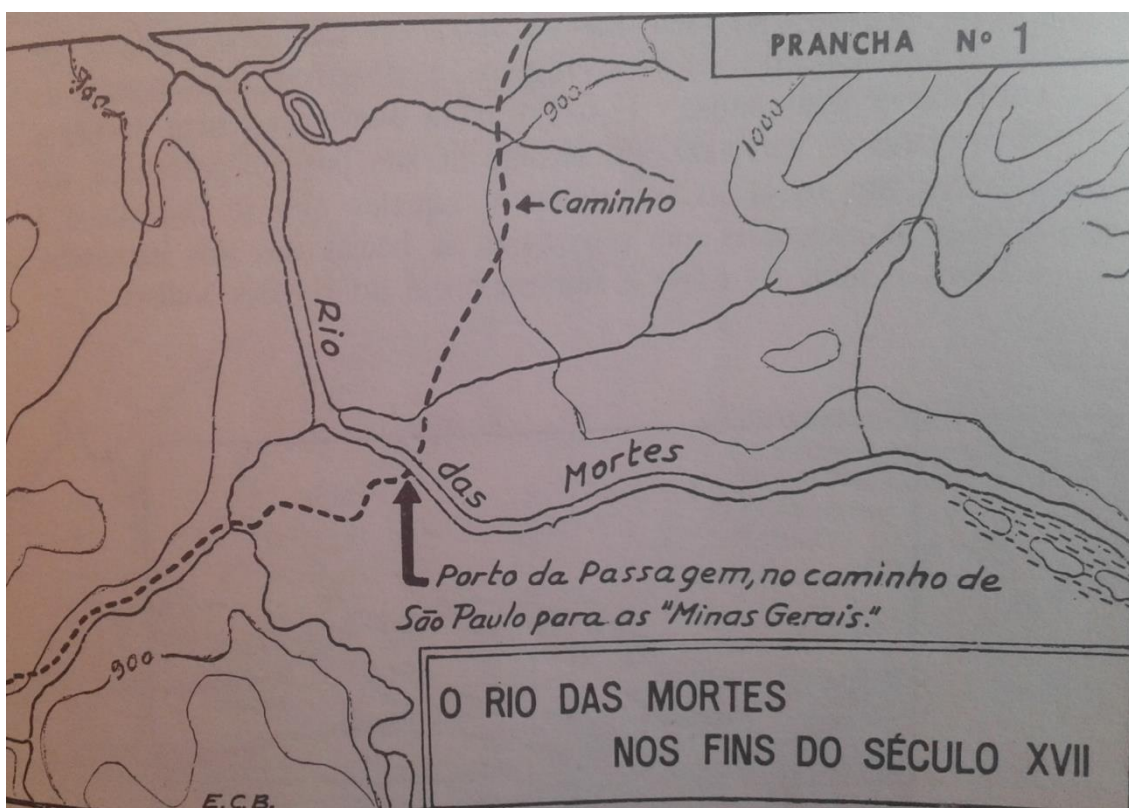 PRANCHA Nº 1
900
900
1000
Caminho
Rio
das
Mortes
Porto da Passagem, no caminho de
São Paulo para as "Minas Gerais."
900
O RIO DAS MORTES
NOS FINS DO SÉCULO XVII
E.C.B.